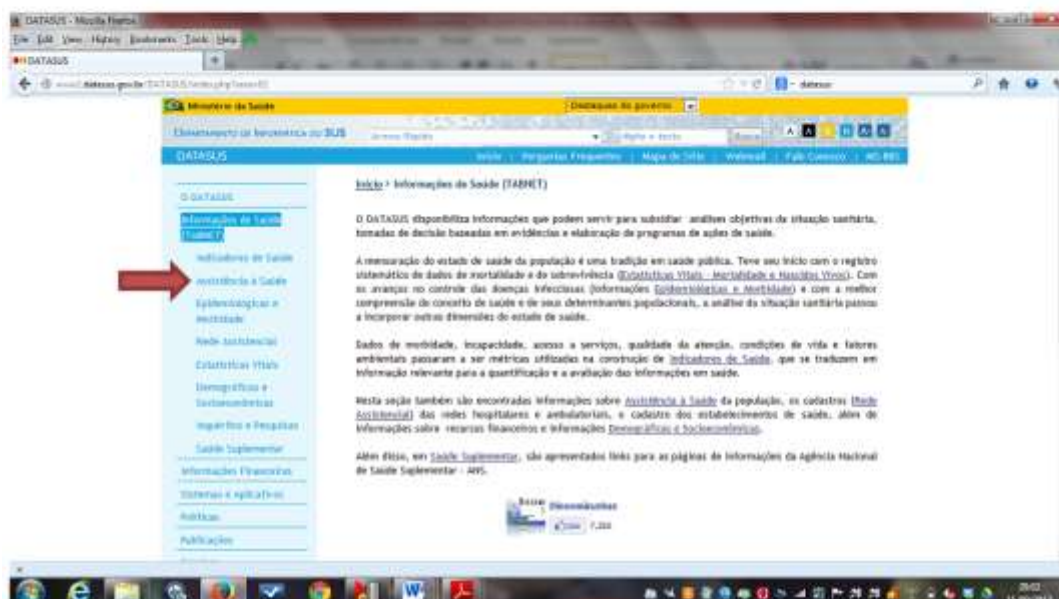 DATASUS - Mozilla Firefox
File Edit View History Bookmarks Tools Help
DATASUS
datasus
Ministério da Saúde
Destaques do governo
Departamento de Informática do SUS
Acesso Rápido
Digite o texto
DATASUS
Início | Perguntas Frequentes | Mapa do Sítio | Webmail | Fale Conosco | MS-BBS
Início > Informações de Saúde (TABNET)
O DATASUS
Informações de Saúde
(TABNET)
Indicadores de Saúde
Assistência à Saúde
Epidemiológicas e
Morbidade
Rede Assistencial
Estatísticas Vitais
Demográficas e
Socioeconômicas
Inquéritos e Pesquisas
Saúde Suplementar
Informações Financeiras
Sistemas e Aplicativos
Políticas
Publicações
O DATASUS disponibiliza informações que podem servir para subsidiar análises objetivas da situação sanitária,
tomadas de decisão baseadas em evidências e elaboração de programas de ações de saúde.
A mensuração do estado de saúde da população é uma tradição em saúde pública. Teve seu início com o registro
sistemático de dados de mortalidade e de sobrevivência (Estatísticas Vitais - Mortalidade e Nascidos Vivos). Com
os avanços no controle das doenças infecciosas (informações Epidemiológicas e Morbidade) e com a melhor
compreensão do conceito de saúde e de seus determinantes populacionais, a análise da situação sanitária passou
a incorporar outras dimensões do estado de saúde.
Dados de morbidade, incapacidade, acesso a serviços, qualidade da atenção, condições de vida e fatores
ambientais passaram a ser métricas utilizadas na construção de Indicadores de Saúde, que se traduzem em
informação relevante para a quantificação e a avaliação das informações em saúde.
Nesta seção também são encontradas informações sobre Assistência à Saúde da população, os cadastros (Rede
Assistencial) das redes hospitalares e ambulatoriais, o cadastro dos estabelecimentos de saúde, além de
informações sobre recursos financeiros e informações Demográficas e Socioeconômicas.
Além disso, em Saúde Suplementar, são apresentados links para as páginas de informações da Agência Nacional
de Saúde Suplementar - ANS.